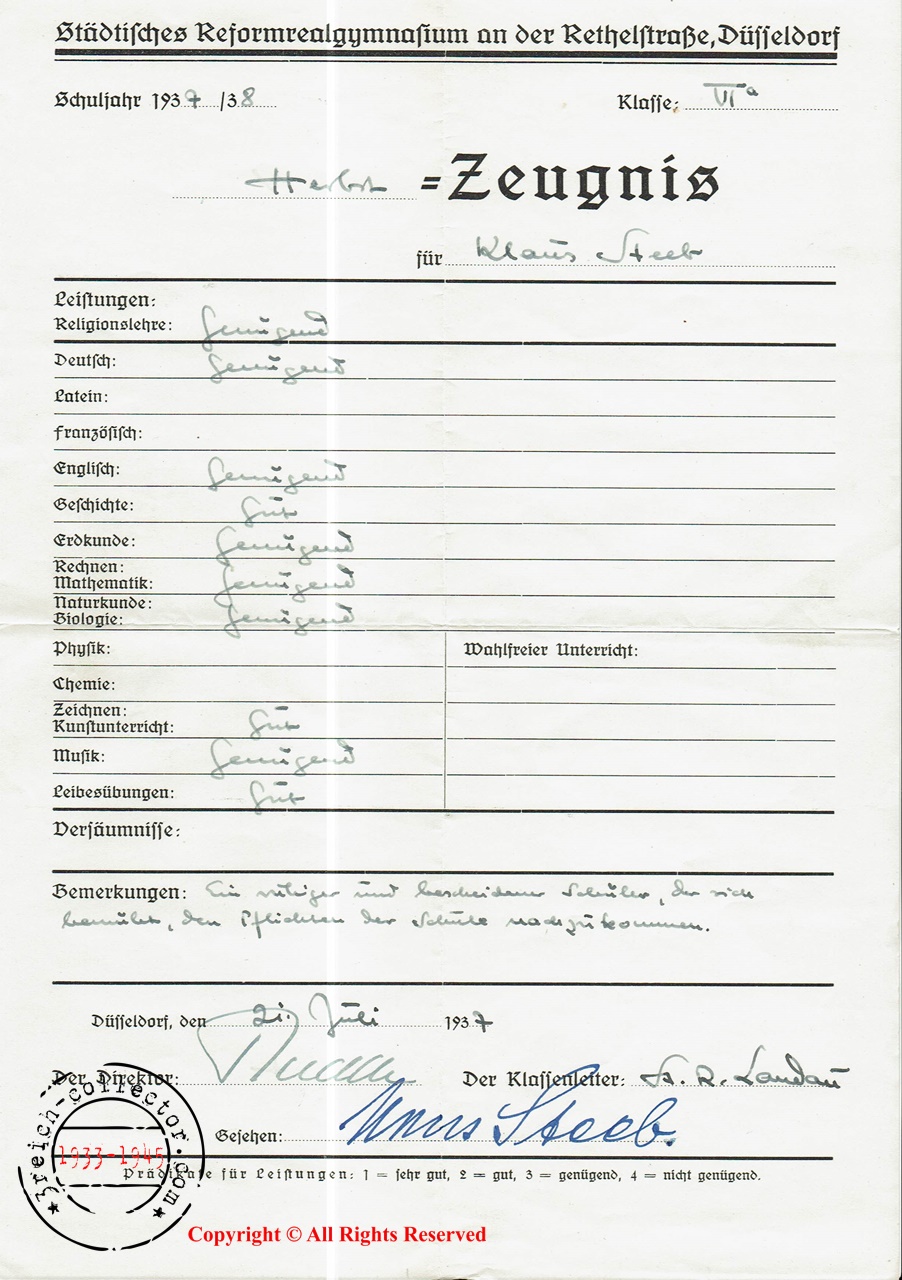 Städtisches Reformrealgymnasium an der Rethelstraße, Düsseldorf
Schuljahr 1937/38 Klasse: VIa
Herbst = Zeugnis
für Klaus Steeb
Leistungen:
Religionslehre: Genügend
Deutsch: Genügend
Latein:
Französisch:
Englisch: Genügend
Geschichte: Gut
Erdkunde: Genügend
Rechnen:
Mathematik: Genügend
Naturkunde:
Biologie: Genügend
Physik: Wahlfreier Unterricht:
Chemie:
Zeichnen:
Kunstunterricht: Gut
Musik: Genügend
Leibesübungen: Gut
Versäumnisse:
Bemerkungen: Ein ruhiger und bescheidener Schüler, der sich
bemüht, den Pflichten der Schule nachzukommen.
Düsseldorf, den 21. Juli 1937
Der Direktor: Der Klassenleiter: St. R. Landau
Gesehen: Steeb.
Prädikate für Leistungen: 1 = sehr gut, 2 = gut, 3 = genügend, 4 = nicht genügend.
3reich-collector.com
1933-1945
Copyright © All Rights Reserved